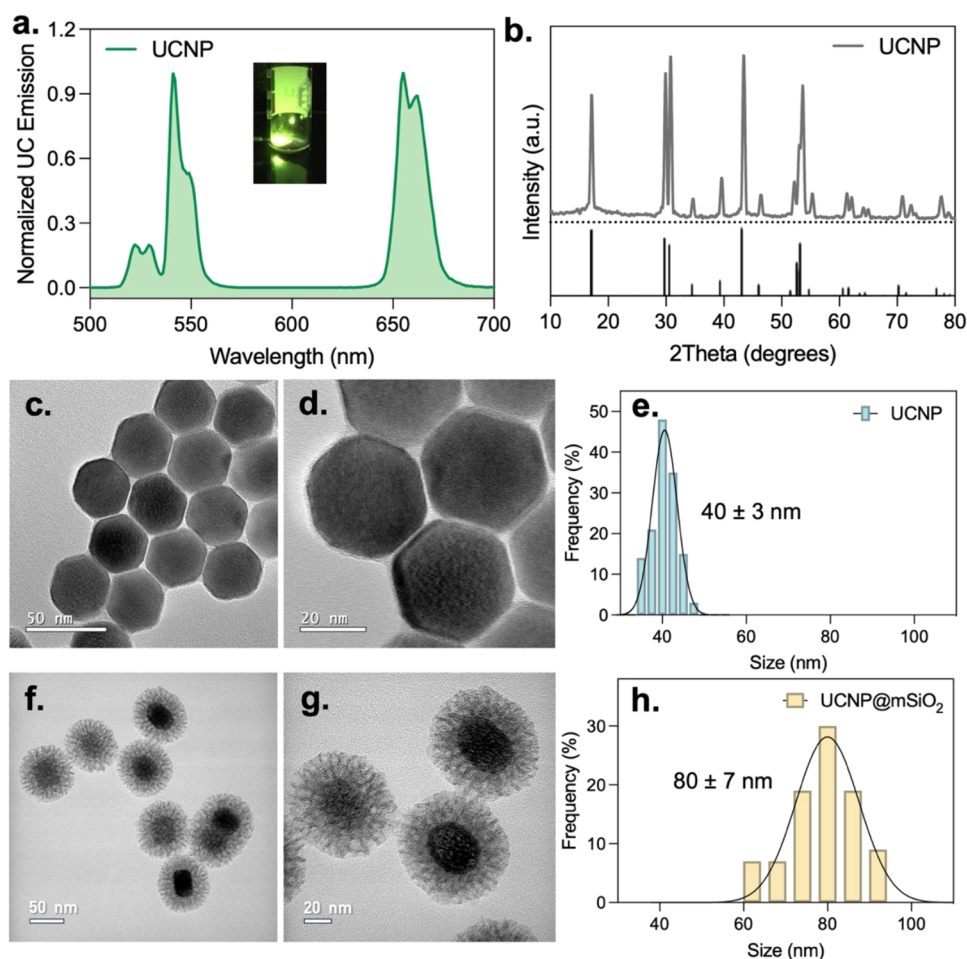 a.
UCNP
Normalized UC Emission
1.2
0.9
0.6
0.3
0.0
500 550 600 650 700
Wavelength (nm)
b.
UCNP
Intensity (a.u.)
10 20 30 40 50 60 70 80
2Theta (degrees)
c.
50 nm
d.
20 nm
e.
UCNP
Frequency (%)
50
40
30
20
10
0
40 ± 3 nm
40 60 80 100
Size (nm)
f.
50 nm
g.
20 nm
h.
UCNP@mSiO₂
Frequency (%)
30
20
10
0
80 ± 7 nm
40 60 80 100
Size (nm)